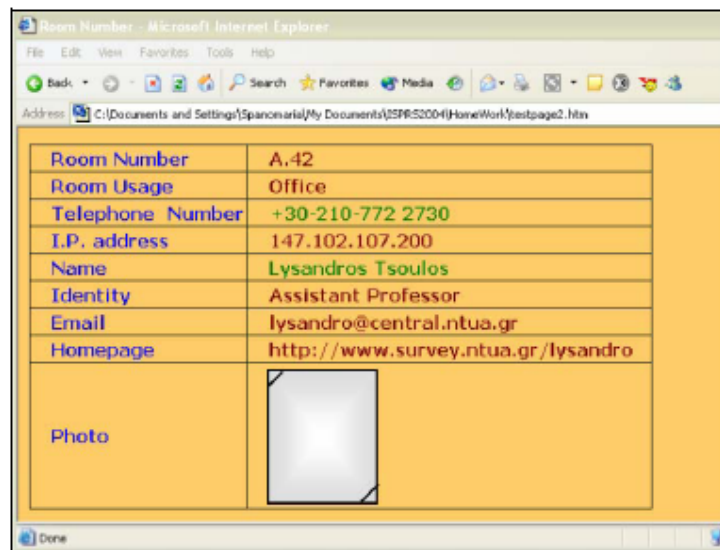 Room Number - Microsoft Internet Explorer
File Edit View Favorites Tools Help
Back Search Favorites Media
Address C:\Documents and Settings\Spanomaria\My Documents\ISPRS2004\HomeWork\testpage2.htm
Room Number A.42
Room Usage Office
Telephone Number +30-210-772 2730
I.P. address 147.102.107.200
Name Lysandros Tsoulos
Identity Assistant Professor
Email lysandro@central.ntua.gr
Homepage http://www.survey.ntua.gr/lysandro
Photo
Done